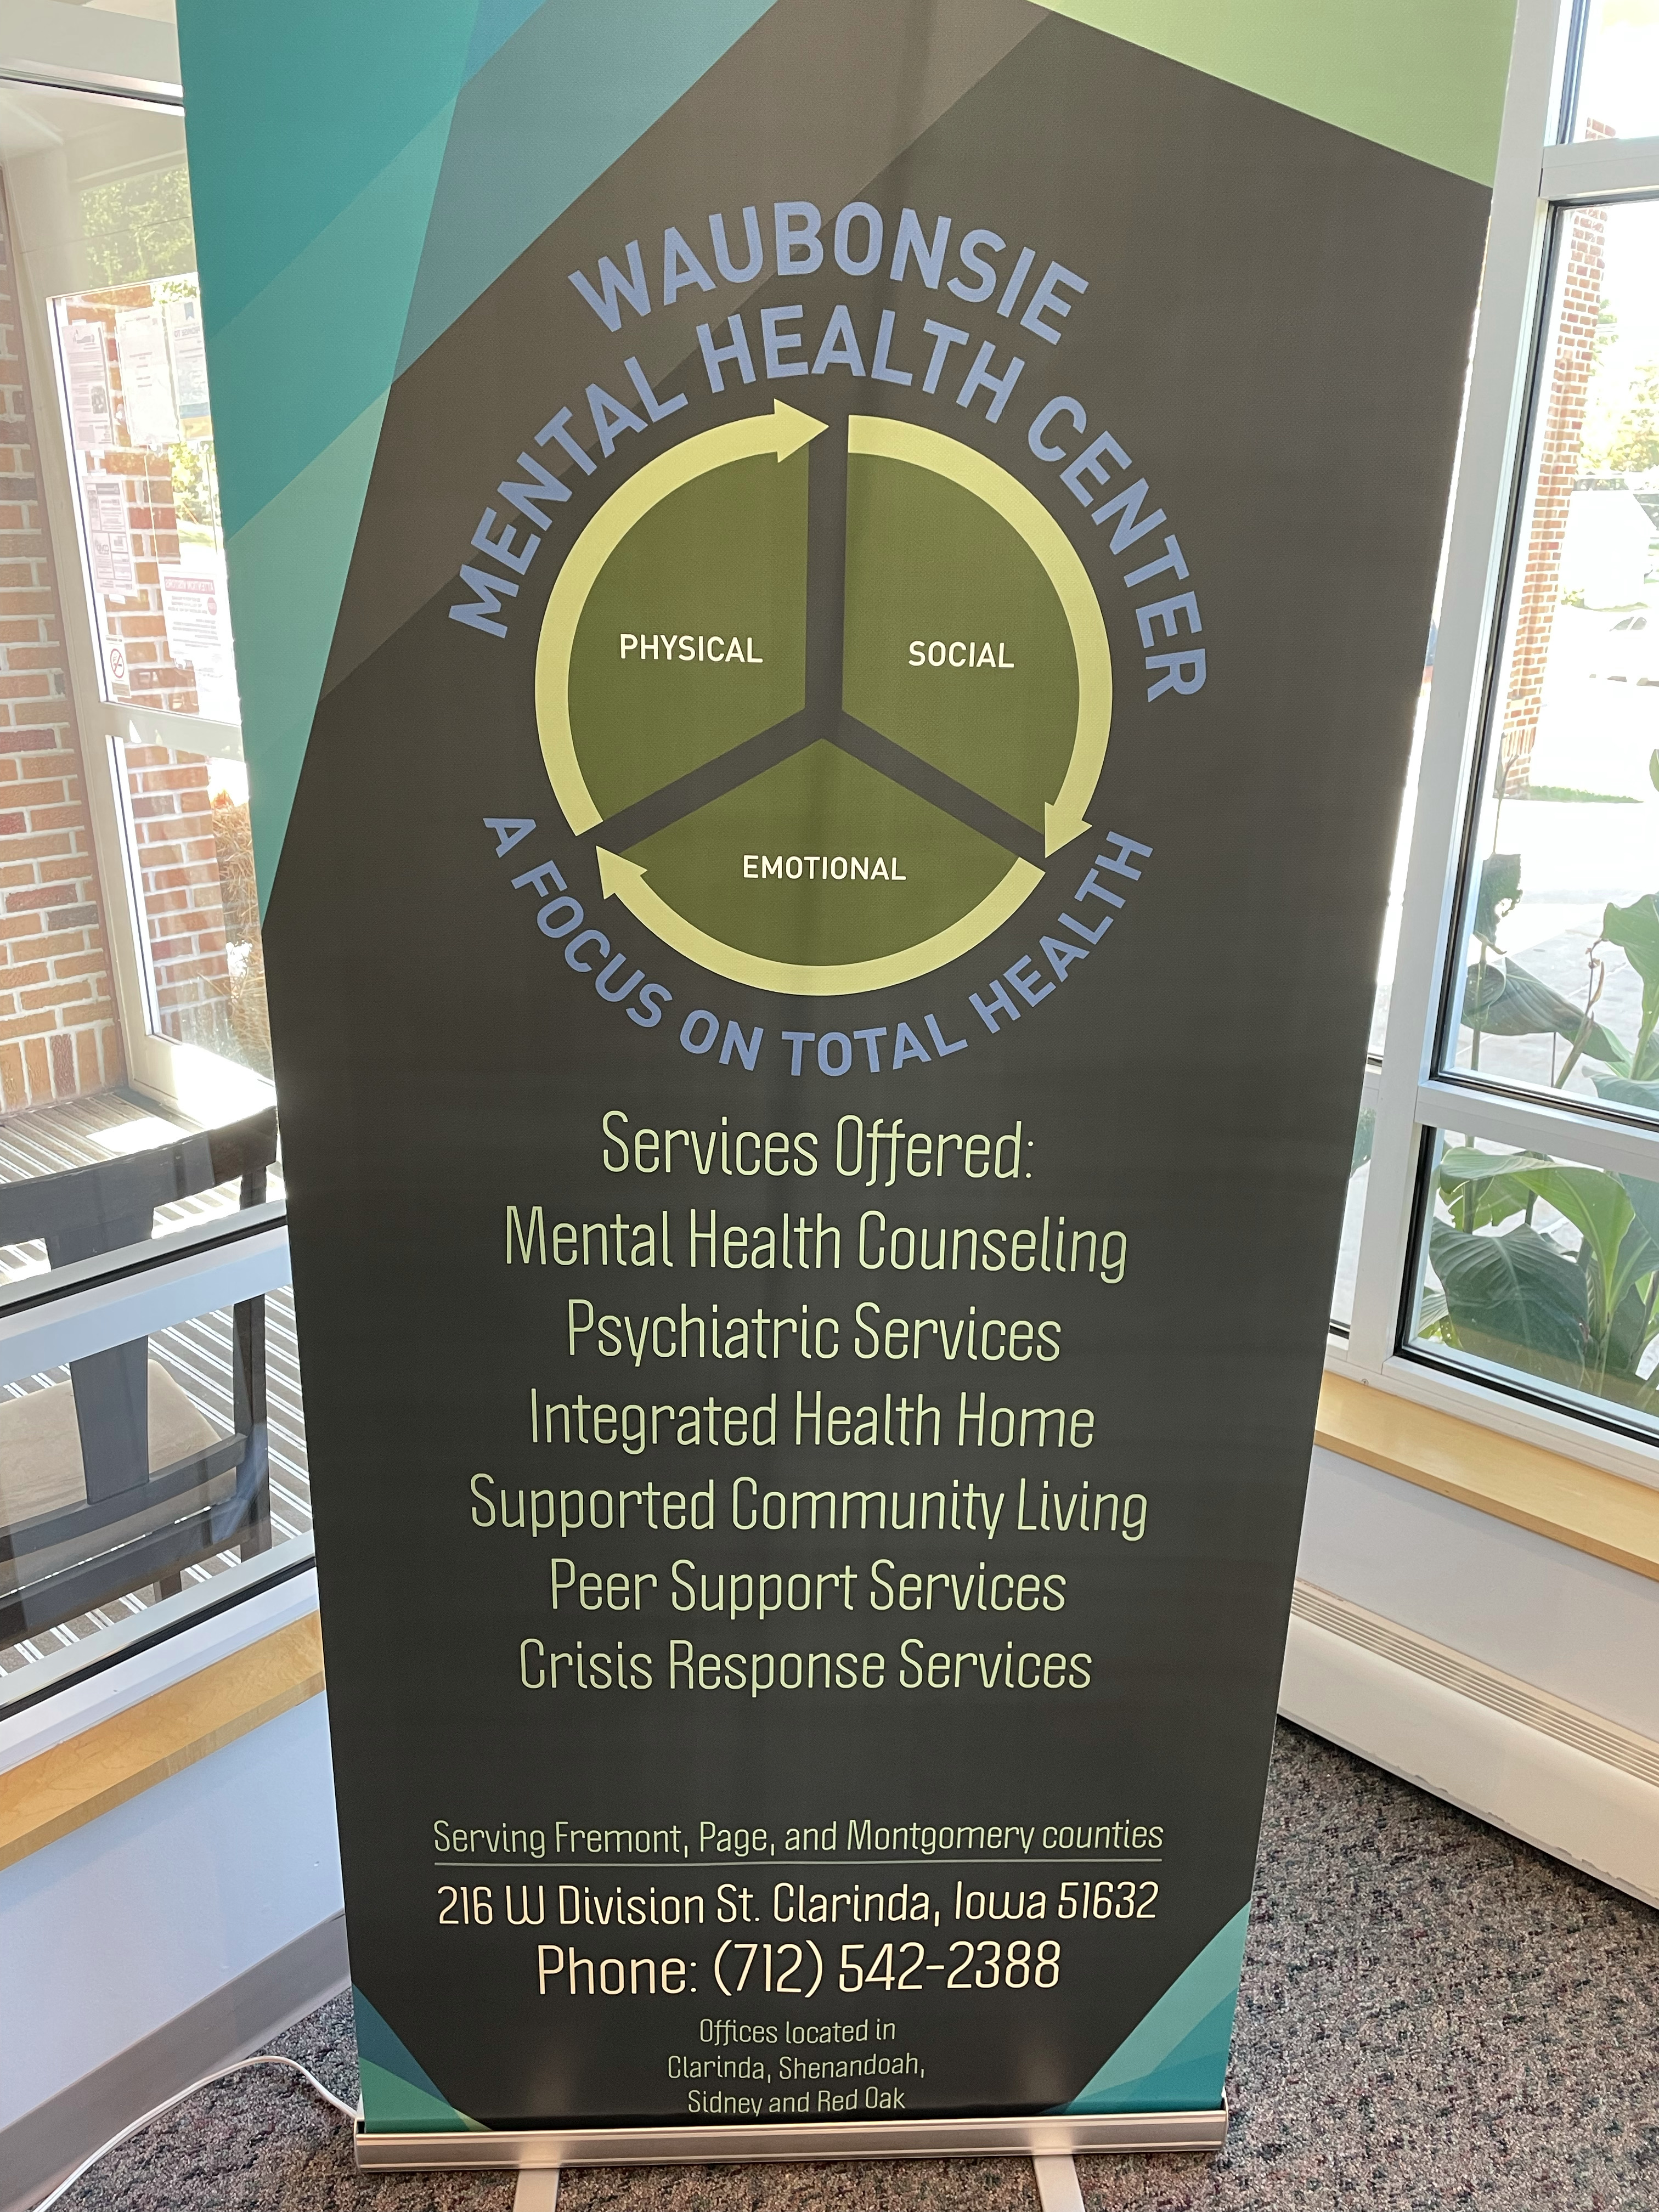 WAUBONSIE
MENTAL HEALTH CENTER
PHYSICAL
SOCIAL
EMOTIONAL
A FOCUS ON TOTAL HEALTH
Services Offered:
Mental Health Counseling
Psychiatric Services
Integrated Health Home
Supported Community Living
Peer Support Services
Crisis Response Services
Serving Fremont, Page, and Montgomery counties
216 W Division St. Clarinda, Iowa 51632
Phone: (712) 542-2388
Offices located in
Clarinda, Shenandoah,
Sidney and Red Oak